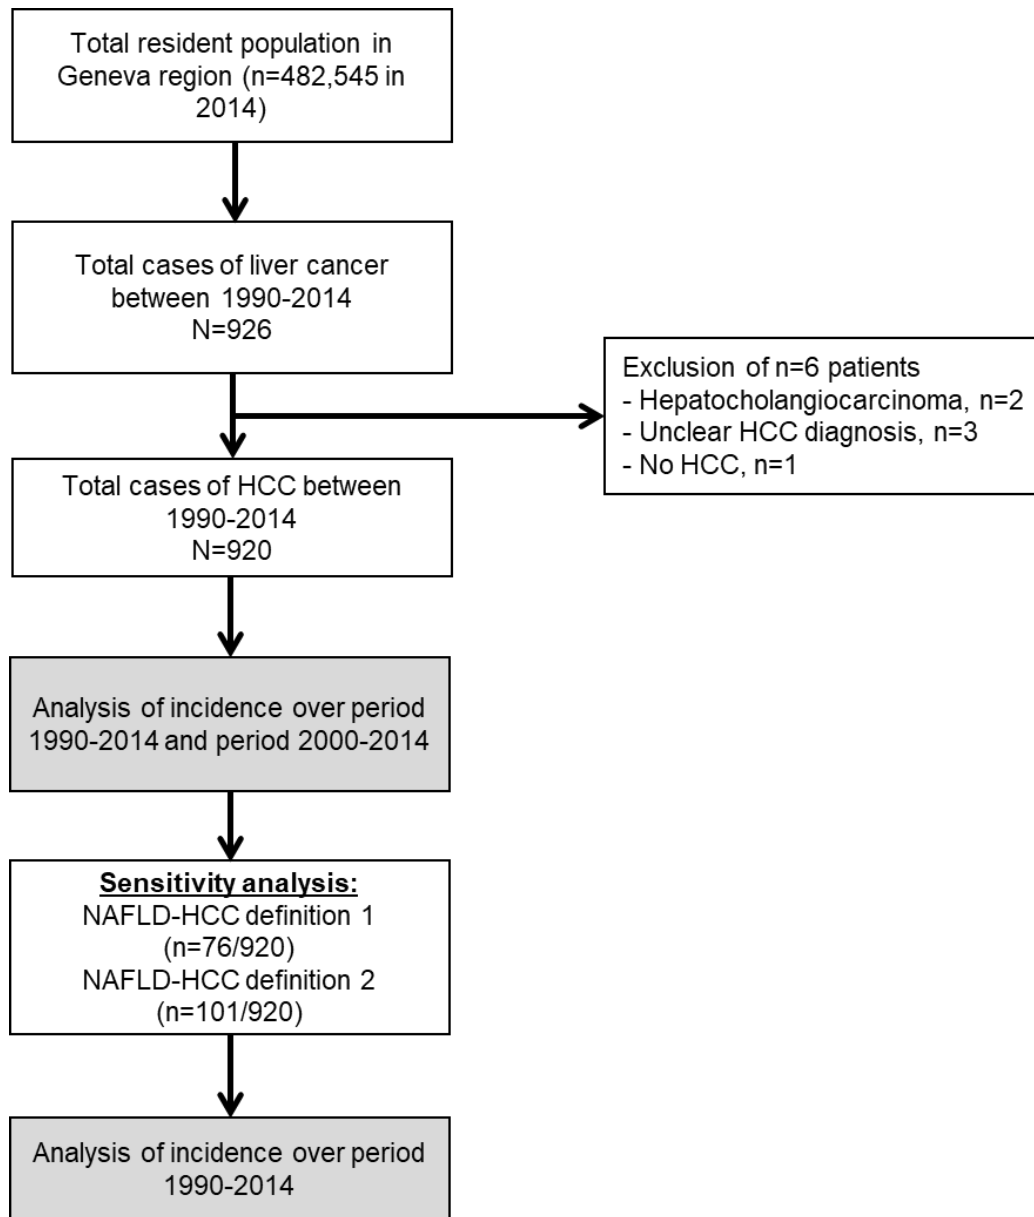 Total resident population in
Geneva region (n=482,545 in
2014)
Total cases of liver cancer
between 1990-2014
N=926
Exclusion of n=6 patients
- Hepatocholangiocarcinoma, n=2
- Unclear HCC diagnosis, n=3
- No HCC, n=1
Total cases of HCC between
1990-2014
N=920
Analysis of incidence over period
1990-2014 and period 2000-2014
Sensitivity analysis:
NAFLD-HCC definition 1
(n=76/920)
NAFLD-HCC definition 2
(n=101/920)
Analysis of incidence over period
1990-2014